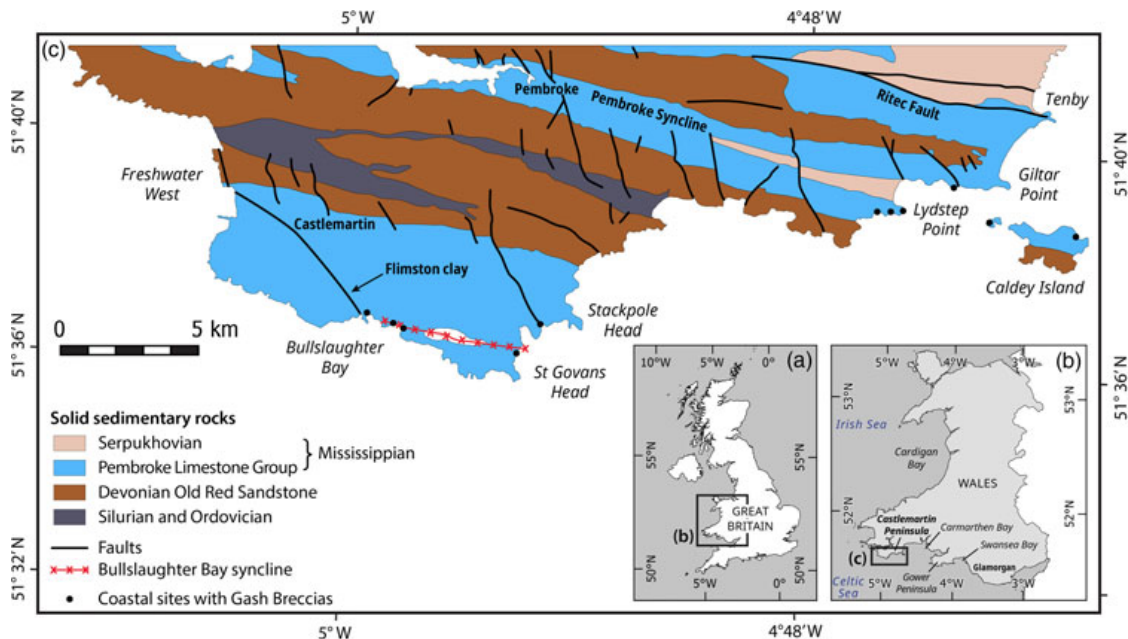 5° W
4°48' W
(c)
Pembroke
Pembroke Syncline
Ritec Fault
Tenby
51° 40' N
51° 40' N
Freshwater
West
Giltar
Point
Lydstep
Point
Castlemartin
Flimston clay
Caldey Island
0 5 km
Stackpole
Head
51° 36' N
51° 36' N
Bullslaughter
Bay
St Govans
Head
Solid sedimentary rocks
Serpukhovian
Pembroke Limestone Group
Mississippian
Devonian Old Red Sandstone
Silurian and Ordovician
Faults
Bullslaughter Bay syncline
Coastal sites with Gash Breccias
51° 32' N
5° W
4°48' W
10°W 5°W 0°
(a)
55°N
55°N
GREAT
BRITAIN
(b)
50°N
50°N
5°W 0°
5°W 4°W 3°W
(b)
53°N
53°N
Irish Sea
Cardigan
Bay
WALES
52°N
52°N
Castlemartin
Peninsula
Carmarthen Bay
Swansea Bay
(c)
Glamorgan
Gower
Peninsula
Celtic
Sea
5°W 4°W 3°W